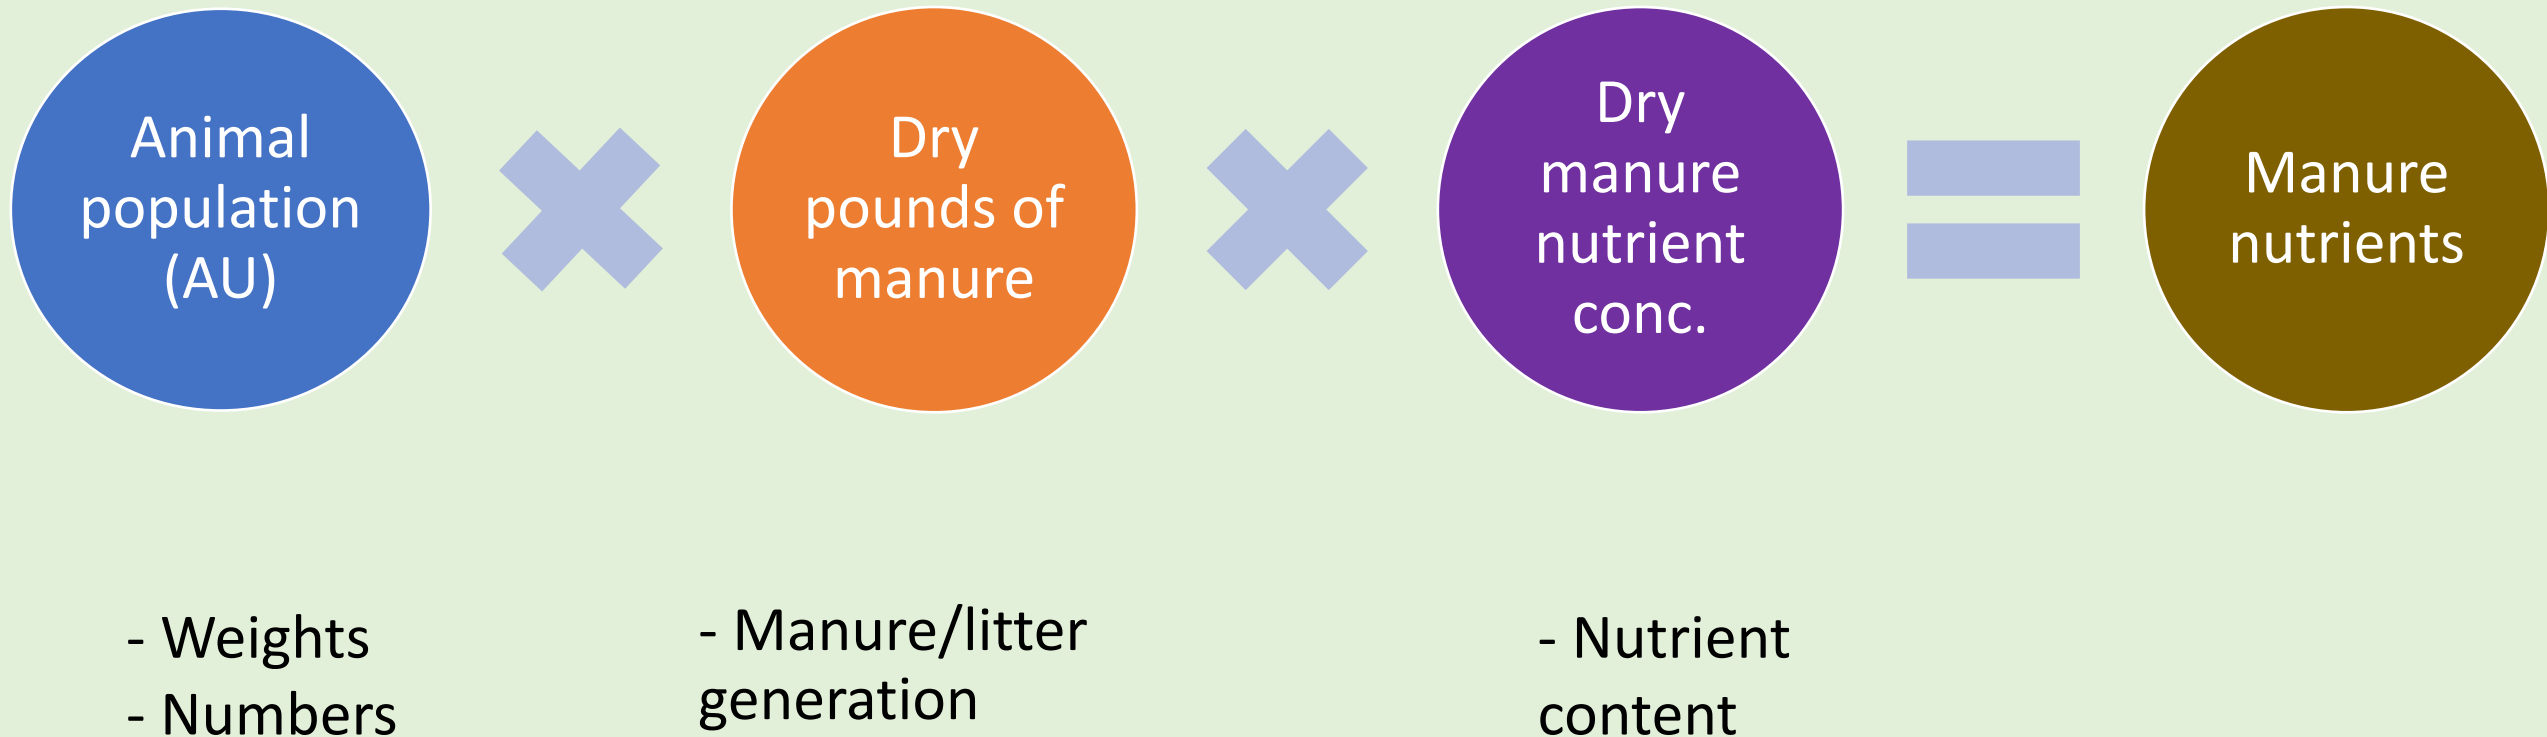 Animal
population
(AU)
Dry
pounds of
manure
Dry
manure
nutrient
conc.
Manure
nutrients
- Weights
- Numbers
- Manure/litter
generation
- Nutrient
content